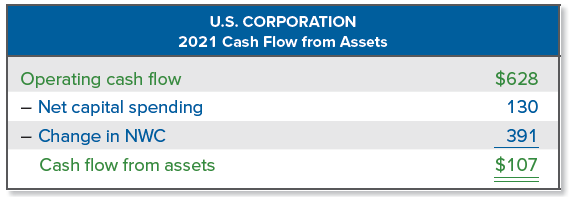 U.S. CORPORATION
2021 Cash Flow from Assets
Operating cash flow $628
– Net capital spending 130
– Change in NWC 391
Cash flow from assets $107